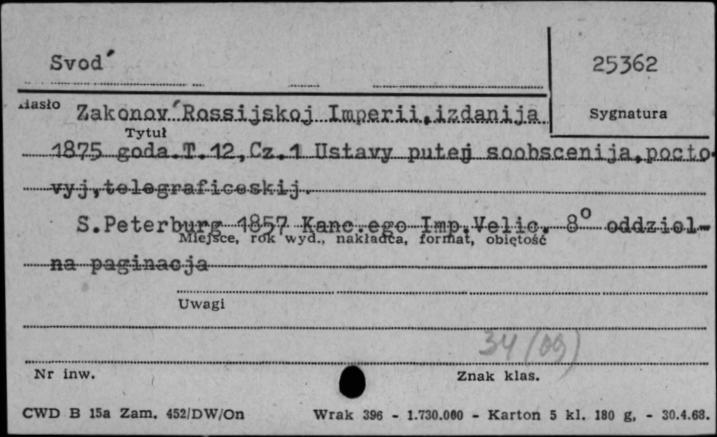 Svod´
25362
Hasło
Zakonov´Rossijskoj Imperii,izdanija
Sygnatura
Tytuł
1875 goda.T.12,Cz.1 Ustavy putej soobscenija,pocto-
vyj,telegraficeskij.
S.Peterburg 1857 Kanc.ego Imp.Velic. 8° oddziel-
Miejsce, rok wyd., nakładca, format, objętość
na paginacja
Uwagi
34(09)
Nr inw.
Znak klas.
CWD B 15a Zam. 452/DW/On
Wrak 396 - 1.730.000 - Karton 5 kl. 180 g, - 30.4.68.